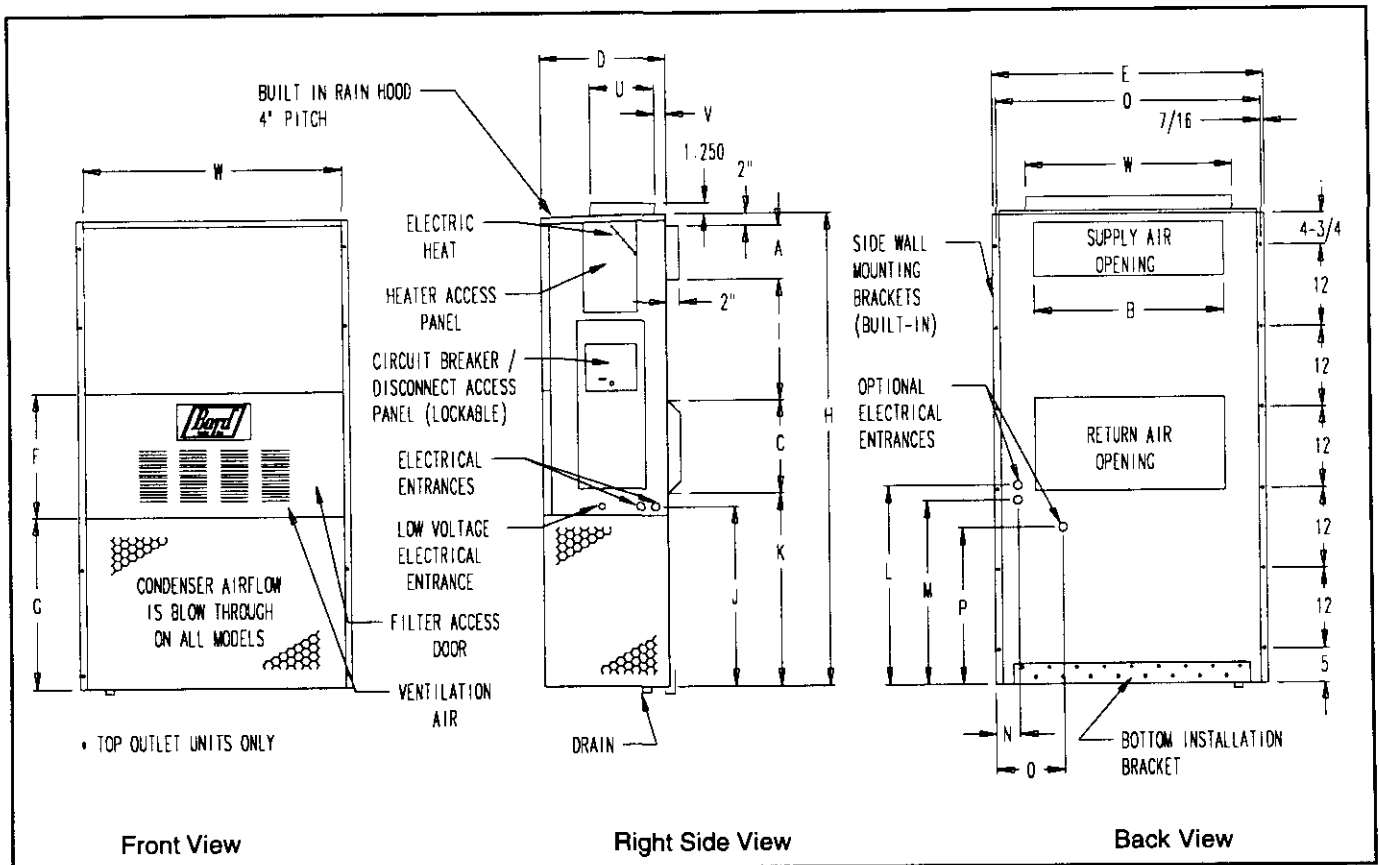 BUILT IN RAIN HOOD
4" PITCH
W
Bard
F
G
CONDENSER AIRFLOW
IS BLOW THROUGH
ON ALL MODELS
• TOP OUTLET UNITS ONLY
Front View
D
U
V
1.250
2"
A
2"
H
C
K
J
ELECTRIC
HEAT
HEATER ACCESS
PANEL
CIRCUIT BREAKER /
DISCONNECT ACCESS
PANEL (LOCKABLE)
ELECTRICAL
ENTRANCES
LOW VOLTAGE
ELECTRICAL
ENTRANCE
FILTER ACCESS
DOOR
VENTILATION
AIR
DRAIN
Right Side View
E
O
7/16
W
4-3/4
SIDE WALL
MOUNTING
BRACKETS
(BUILT-IN)
SUPPLY AIR
OPENING
B
12
12
OPTIONAL
ELECTRICAL
ENTRANCES
RETURN AIR
OPENING
12
12
12
5
L
M
P
N
O
BOTTOM INSTALLATION
BRACKET
Back View